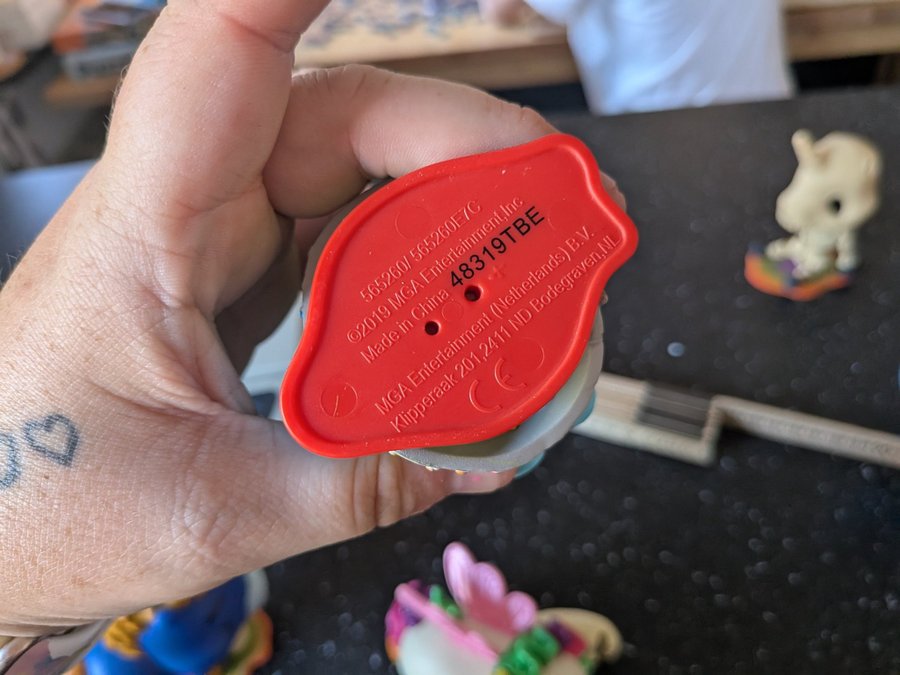 565260/ 565260E7C
©2019 MGA Entertainment,Inc
Made in China
48319TBE
MGA Entertainment (Netherlands) B.V.
Klipperaak 201,2411 ND Bodegraven,NL
CE